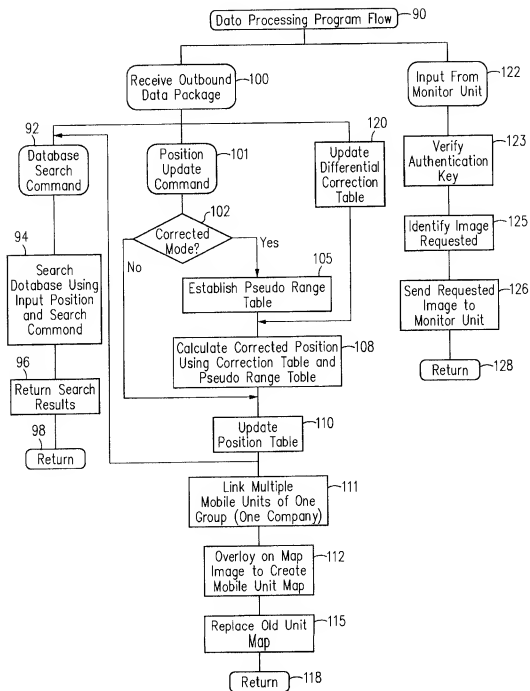 Dato Processing Program Flow
90
Receive Outbound
Data Package
100
Input From
Monitor Unit
122
92
Database
Search
Command
Position
Update
Command
101
120
Update
Differential
Correction
Table
Verify
Authentication
Key
123
102
Corrected
Mode?
Yes
No
Identify Image
Requested
125
94
Search
Dotobase Using
Input Position
and Search
Command
105
Establish Pseudo Range
Table
Send Requested
Image to
Monitor Unit
126
Calculate Corrected Position
Using Correction Table and
Pseudo Range Table
108
Return
128
96
Return Search
Results
Update
Position Table
110
98
Return
Link Multiple
Mobile Units of One
Group (One Company)
111
Overloy on Map
Image to Create
Mobile Unit Map
112
Replace Old Unit
Map
115
Return
118